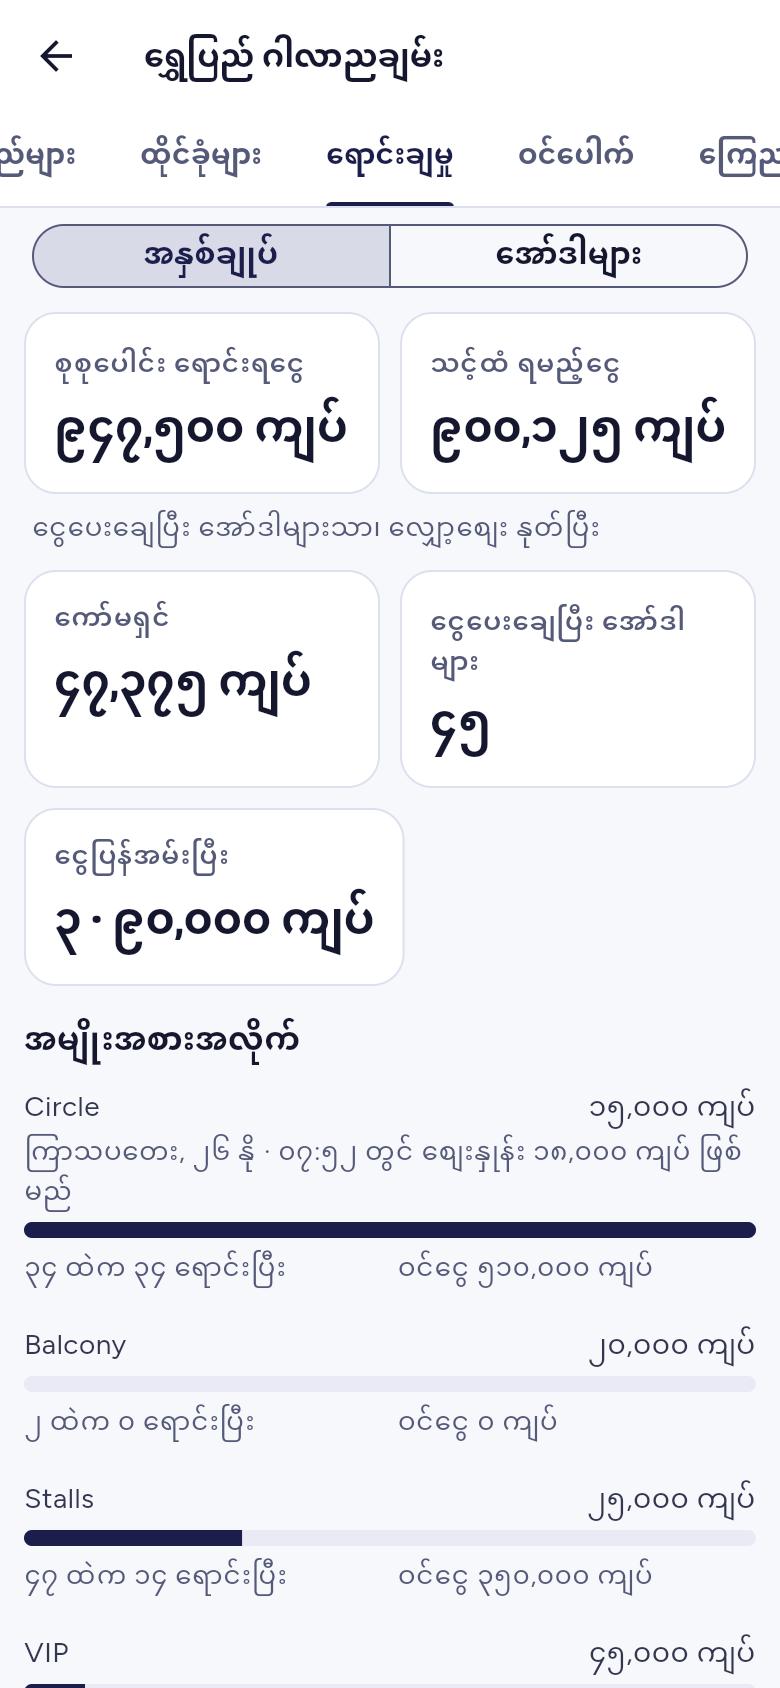 ရွှေပြည် ဂါလာညချမ်း
ည်များ ထိုင်ခုံများ ရောင်းချမှု ဝင်ပေါက် ကြေည
အနှစ်ချုပ် အော်ဒါများ
စုစုပေါင်း ရောင်းရငွေ သင့်ထံ ရမည့်ငွေ
၉၄၇,၅၀၀ ကျပ် ၉၀၀,၁၂၅ ကျပ်
ငွေပေးချေပြီး အော်ဒါများသာ၊ လျှော့ဈေး နုတ်ပြီး
ကော်မရှင် ငွေပေးချေပြီး အော်ဒါ
များ
၄၇,၃၇၅ ကျပ် ၄၅
ငွေပြန်အမ်းပြီး
၃ · ၉၀,၀၀၀ ကျပ်
အမျိုးအစားအလိုက်
Circle ၁၅,၀၀၀ ကျပ်
ကြာသပတေး, ၂၆ နို · ၀၇:၅၂ တွင် ဈေးနှုန်း ၁၈,၀၀၀ ကျပ် ဖြစ်
မည်
၃၄ ထဲက ၃၄ ရောင်းပြီး ဝင်ငွေ ၅၁၀,၀၀၀ ကျပ်
Balcony ၂၀,၀၀၀ ကျပ်
၂ ထဲက ၀ ရောင်းပြီး ဝင်ငွေ ၀ ကျပ်
Stalls ၂၅,၀၀၀ ကျပ်
၄၇ ထဲက ၁၄ ရောင်းပြီး ဝင်ငွေ ၃၅၀,၀၀၀ ကျပ်
VIP ၄၅,၀၀၀ ကျပ်